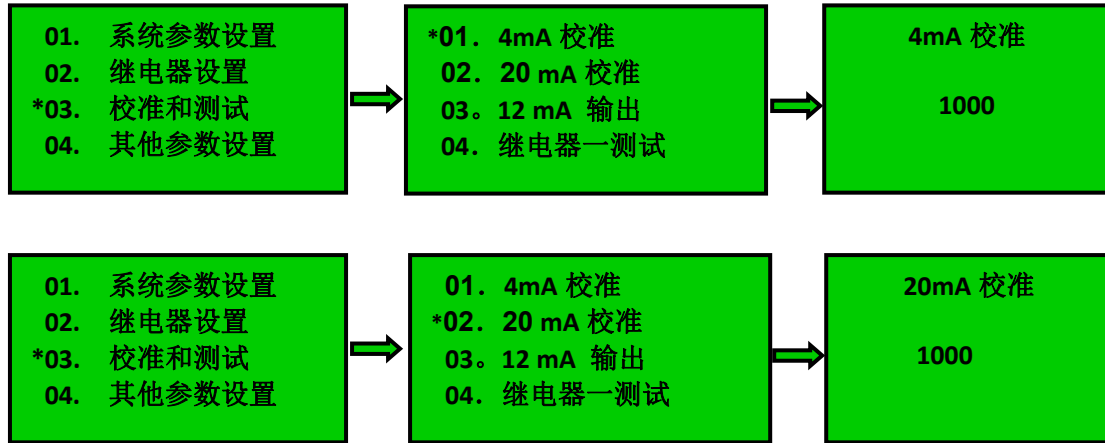 01. 系统参数设置
02. 继电器设置
*03. 校准和测试
04. 其他参数设置
*01. 4mA 校准
02. 20 mA 校准
03。12 mA 输出
04. 继电器一测试
4mA 校准
1000
01. 系统参数设置
02. 继电器设置
*03. 校准和测试
04. 其他参数设置
01. 4mA 校准
*02. 20 mA 校准
03。12 mA 输出
04. 继电器一测试
20mA 校准
1000